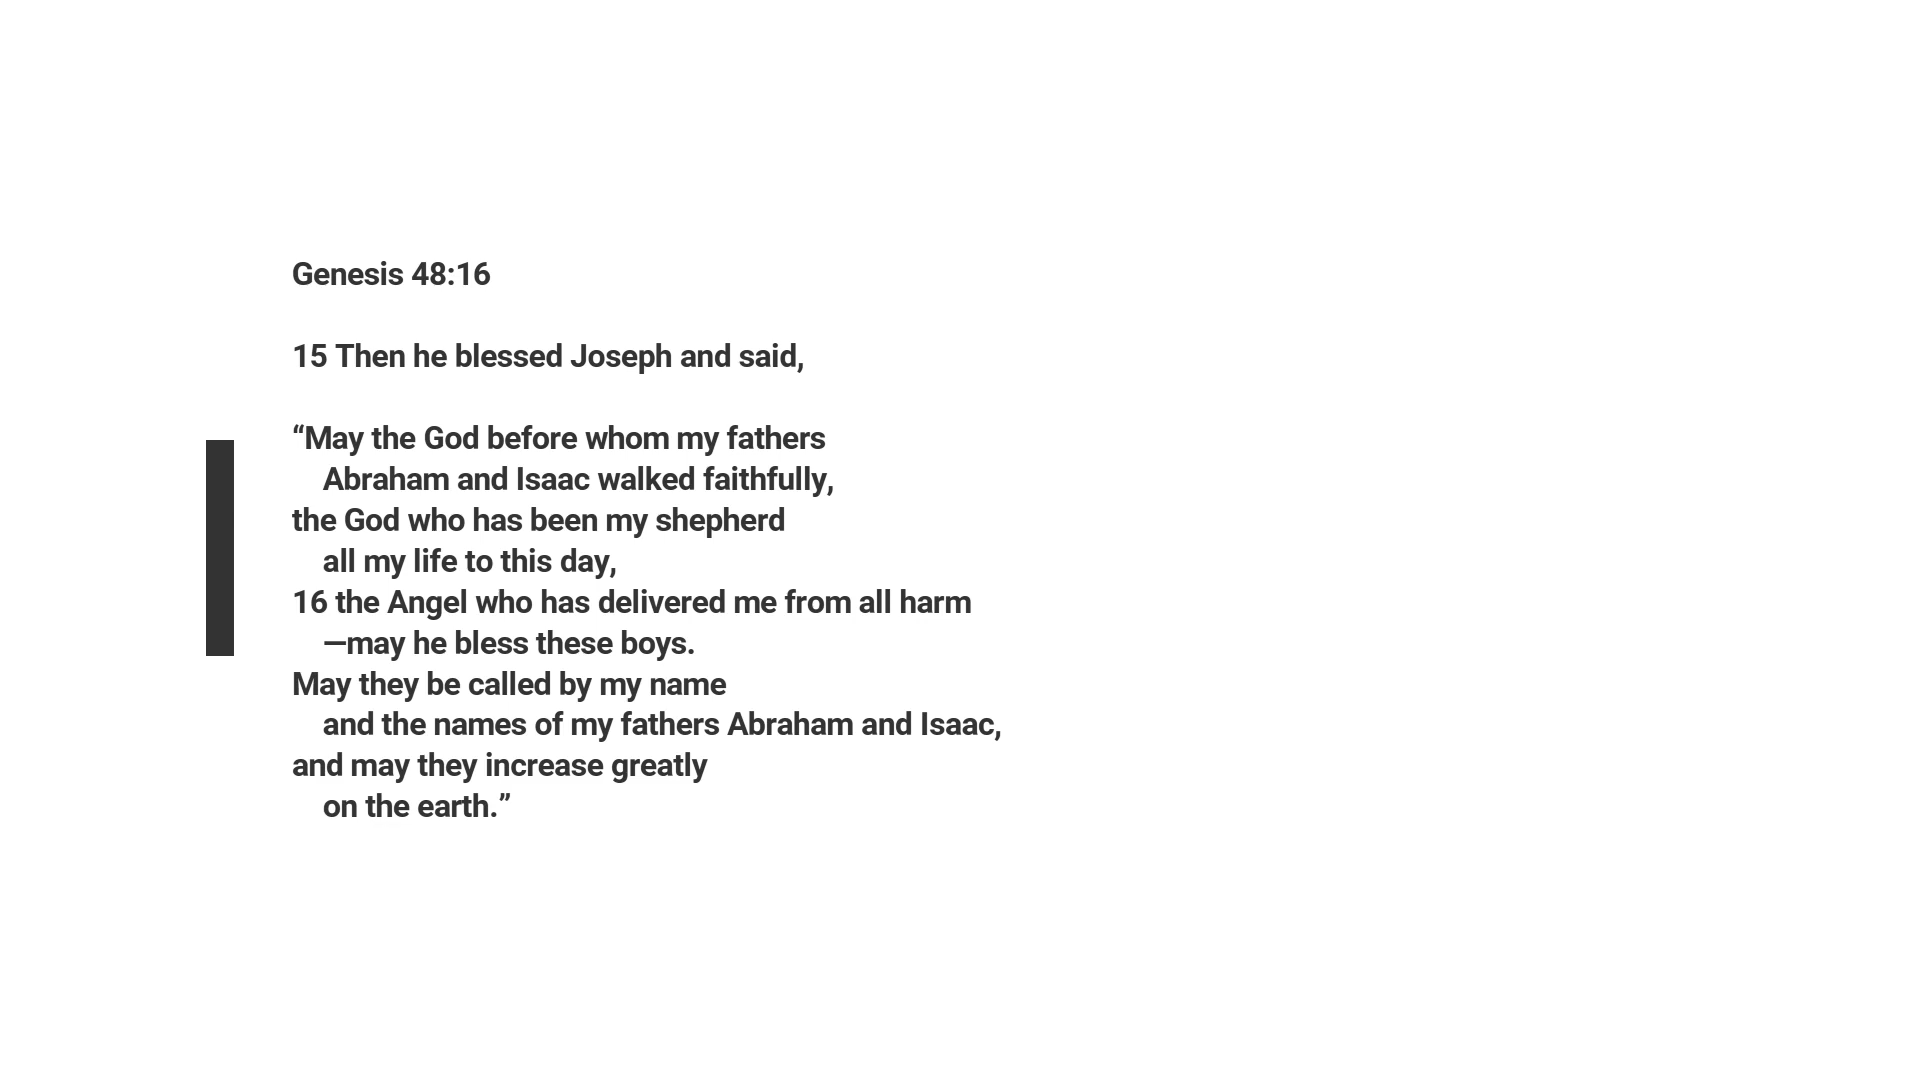 Genesis 48:16
15 Then he blessed Joseph and said,
“May the God before whom my fathers
Abraham and Isaac walked faithfully,
the God who has been my shepherd
all my life to this day,
16 the Angel who has delivered me from all harm
—may he bless these boys.
May they be called by my name
and the names of my fathers Abraham and Isaac,
and may they increase greatly
on the earth.”